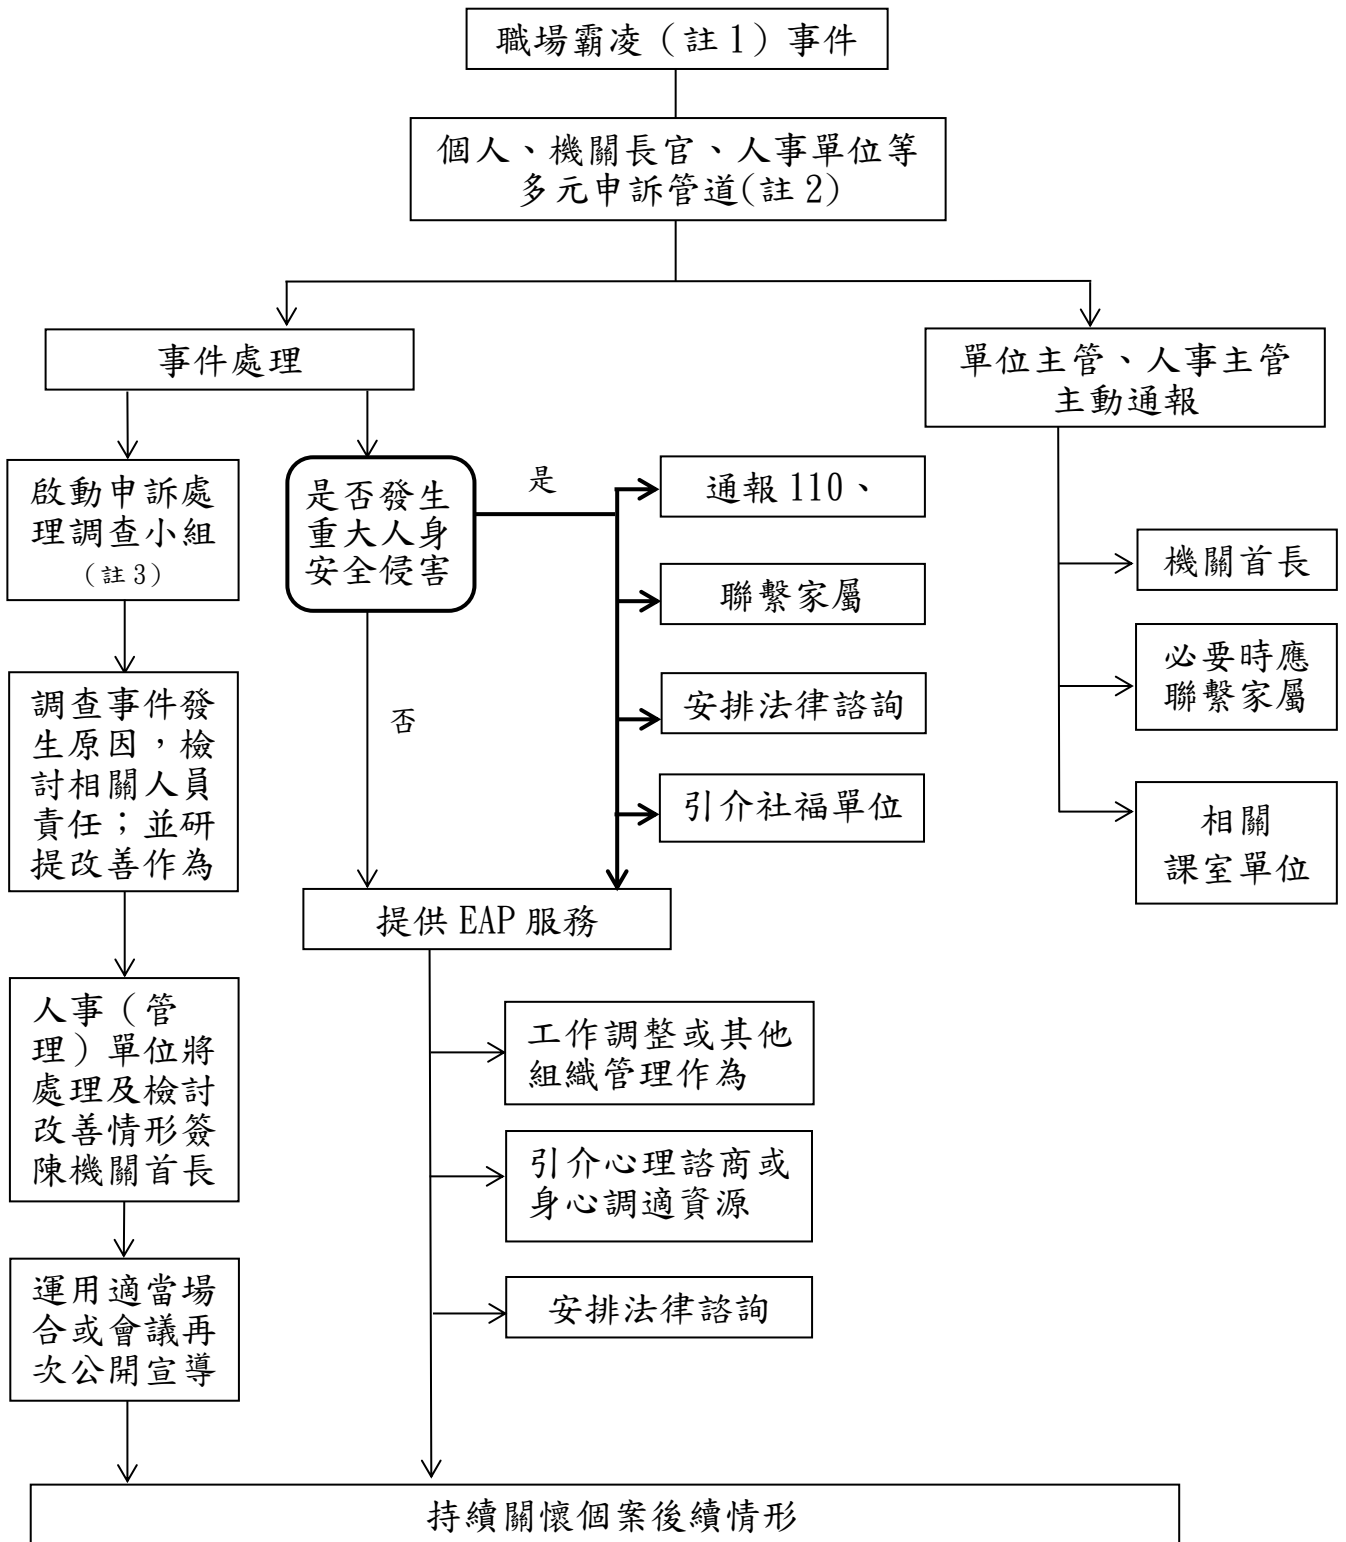 職場霸凌（註1）事件
個人、機關長官、人事單位等
多元申訴管道(註2)
事件處理
單位主管、人事主管
主動通報
啟動申訴處
理調查小組
（註3）
是否發生
重大人身
安全侵害
是
否
通報 110、
聯繫家屬
安排法律諮詢
引介社福單位
機關首長
必要時應
聯繫家屬
相關
課室單位
調查事件發
生原因，檢
討相關人員
責任；並研
提改善作為
提供 EAP 服務
人事（管
理）單位將
處理及檢討
改善情形簽
陳機關首長
工作調整或其他
組織管理作為
引介心理諮商或
身心調適資源
安排法律諮詢
運用適當場
合或會議再
次公開宣導
持續關懷個案後續情形